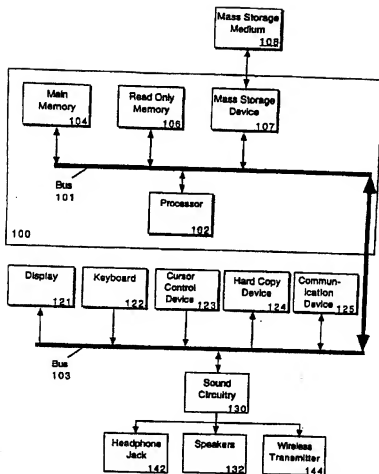 Mass Storage
Medium
108
Main
Memory
104
Read Only
Memory
106
Mass Storage
Device
107
Bus
101
Processor
102
100
Display
121
Keyboard
122
Cursor
Control
Device
123
Hard Copy
Device
124
Commun-
ication
Device
125
Bus
103
Sound
Circuitry
130
Headphone
Jack
142
Speakers
132
Wireless
Transmitter
144